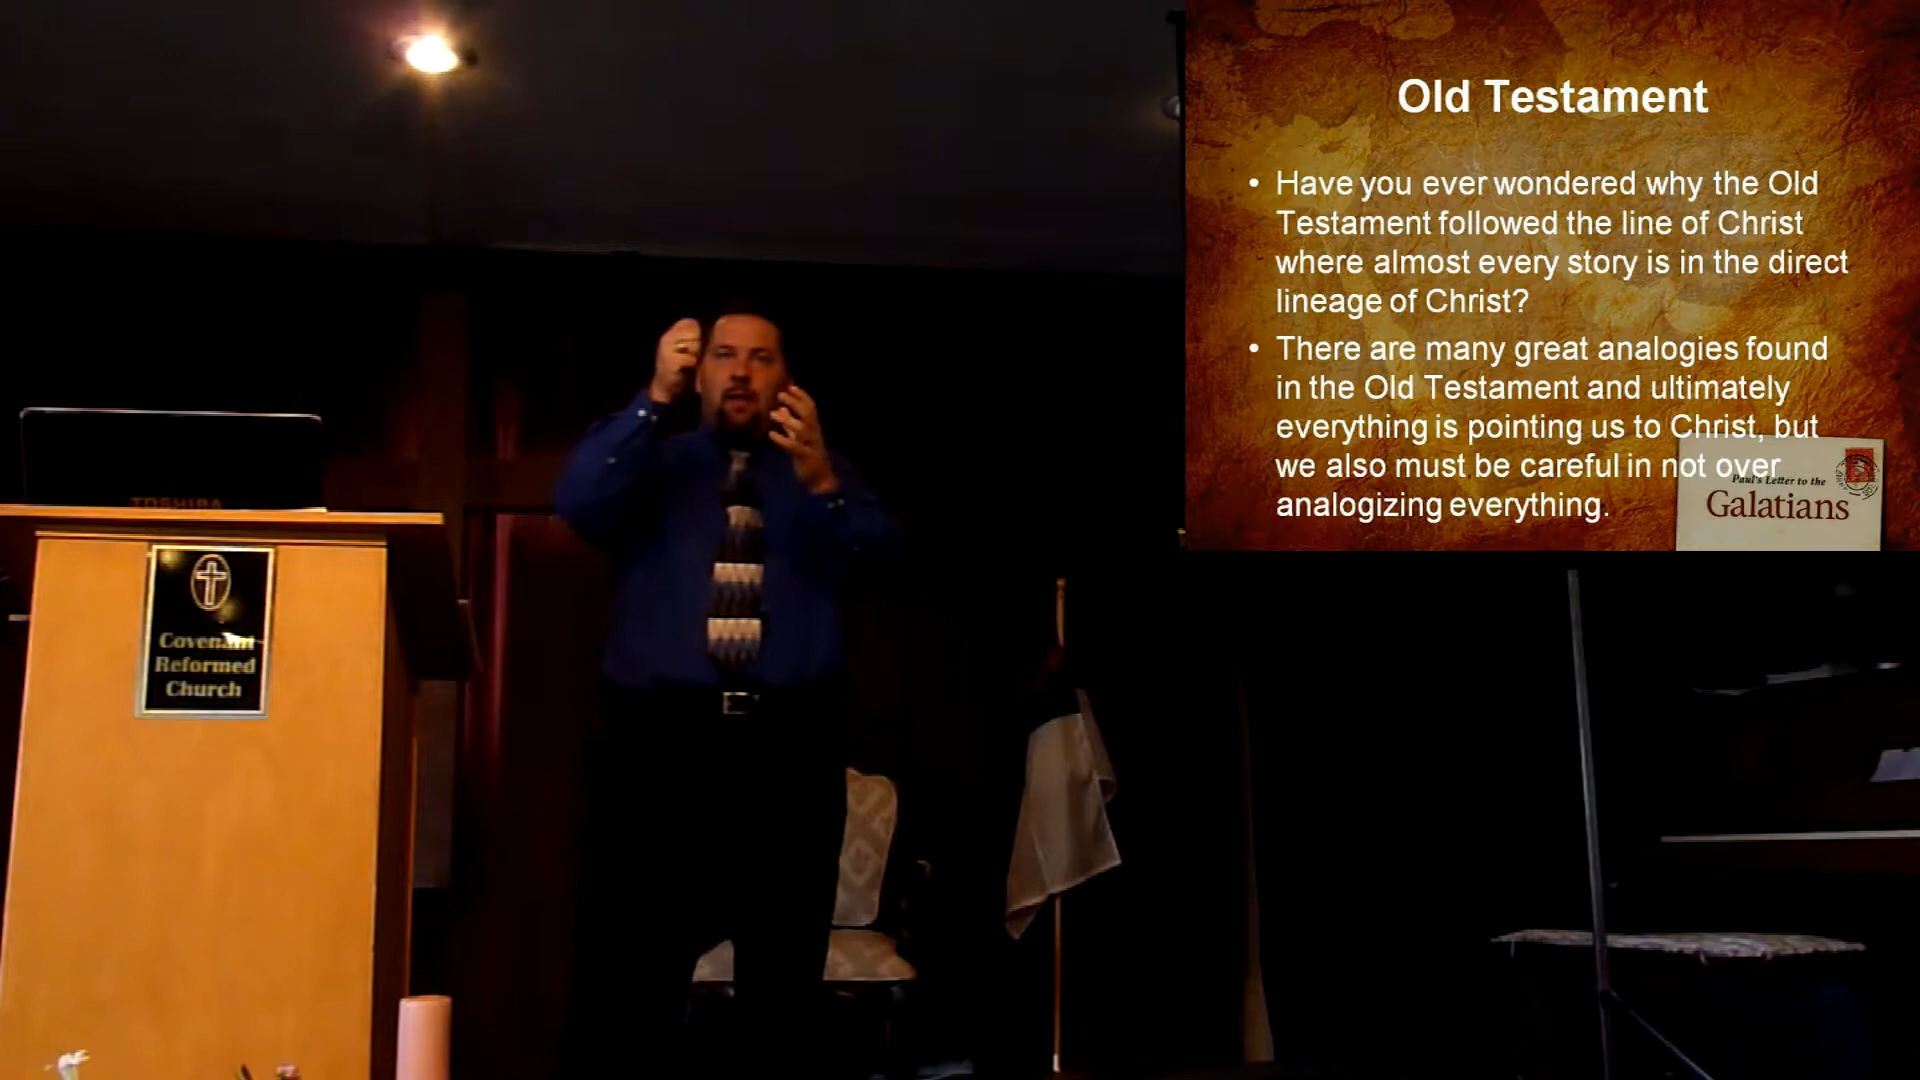 Old Testament
• Have you ever wondered why the Old
Testament followed the line of Christ
where almost every story is in the direct
lineage of Christ?
• There are many great analogies found
in the Old Testament and ultimately
everything is pointing us to Christ, but
we also must be careful in not over
analogizing everything.
Paul's Letter to the
Galatians
TOSHIBA
Covenant
Reformed
Church